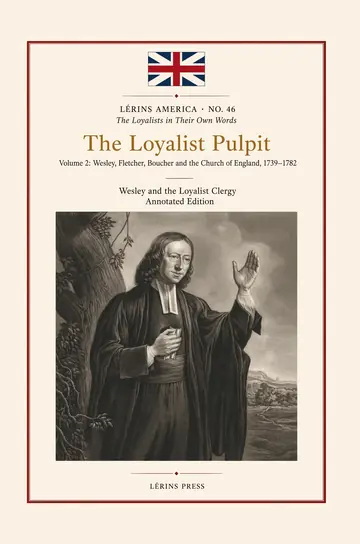 LÉRINS AMERICA · NO. 46
The Loyalists in Their Own Words
The Loyalist Pulpit
Volume 2: Wesley, Fletcher, Boucher and the Church of England, 1739–1782
Wesley and the Loyalist Clergy
Annotated Edition
LÉRINS PRESS